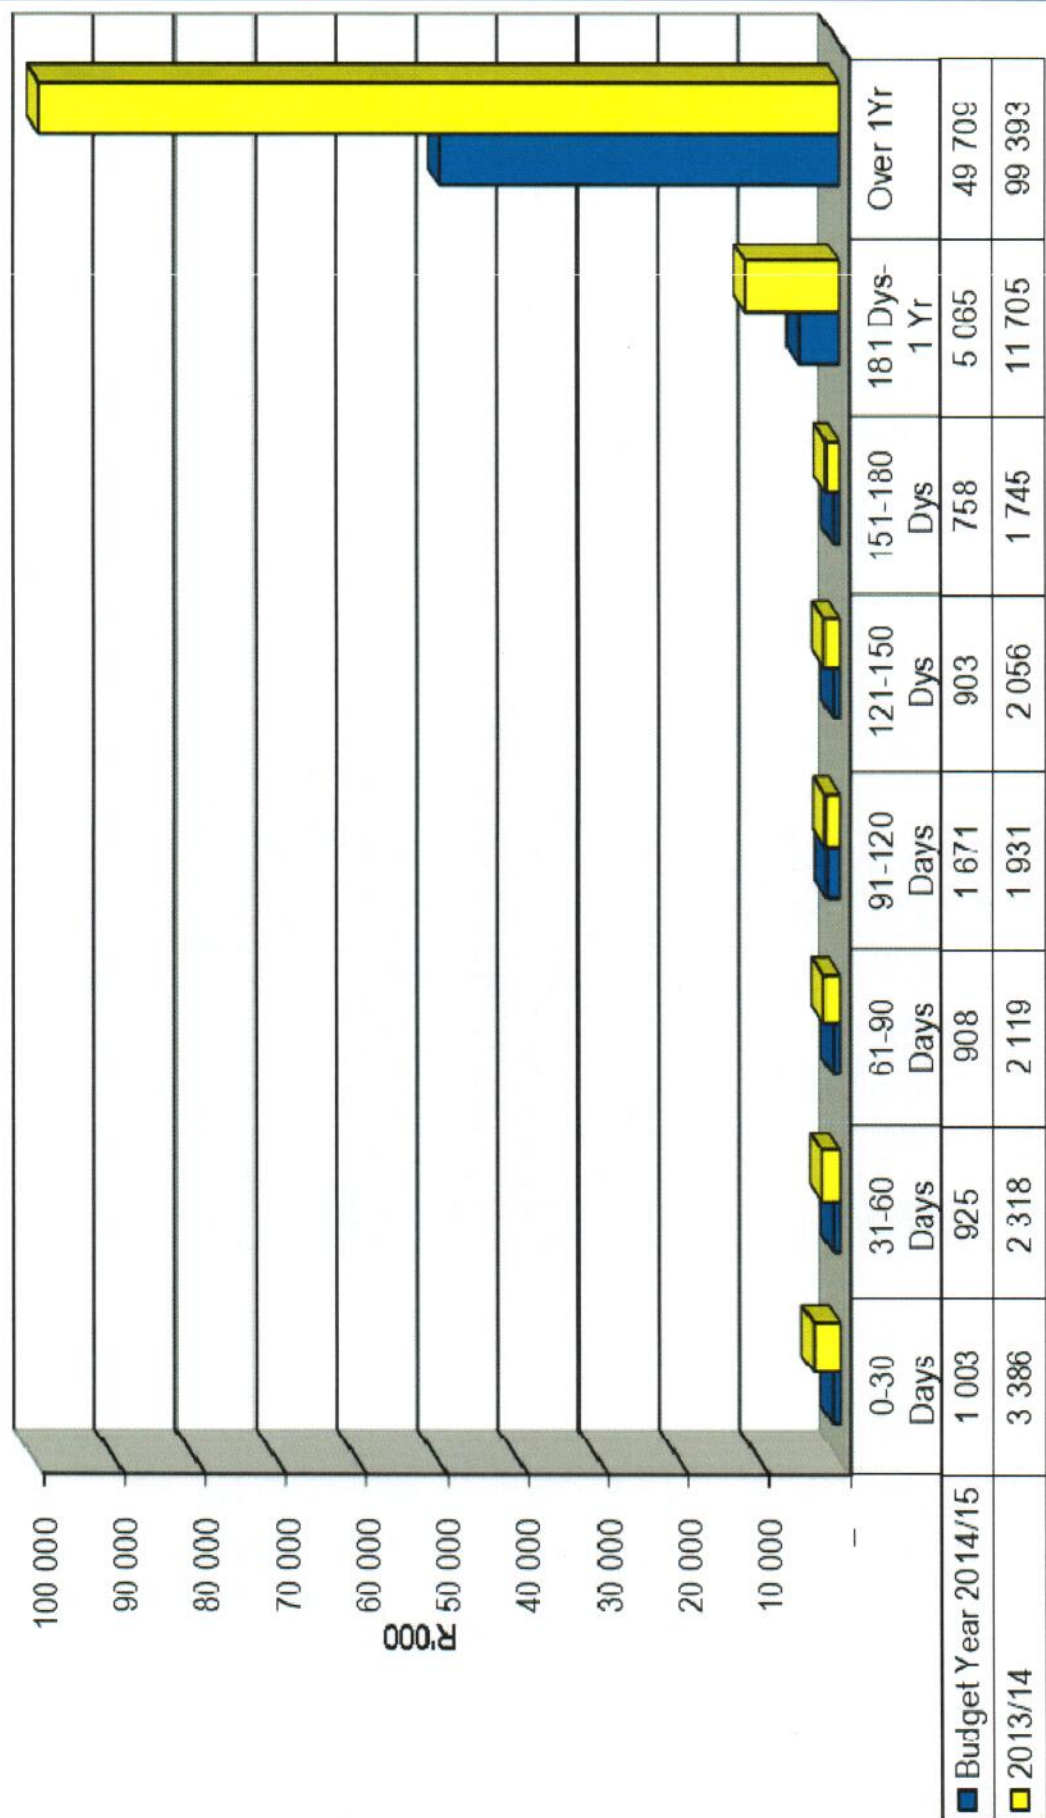 R'000
100 000
90 000
80 000
70 000
60 000
50 000
40 000
30 000
20 000
10 000
–
0-30 Days
31-60 Days
61-90 Days
91-120 Days
121-150 Dys
151-180 Dys
181 Dys- 1 Yr
Over 1Yr
Budget Year 2014/15 1 003 925 908 1 671 903 758 5 065 49 709
2013/14 3 386 2 318 2 119 1 931 2 056 1 745 11 705 99 393